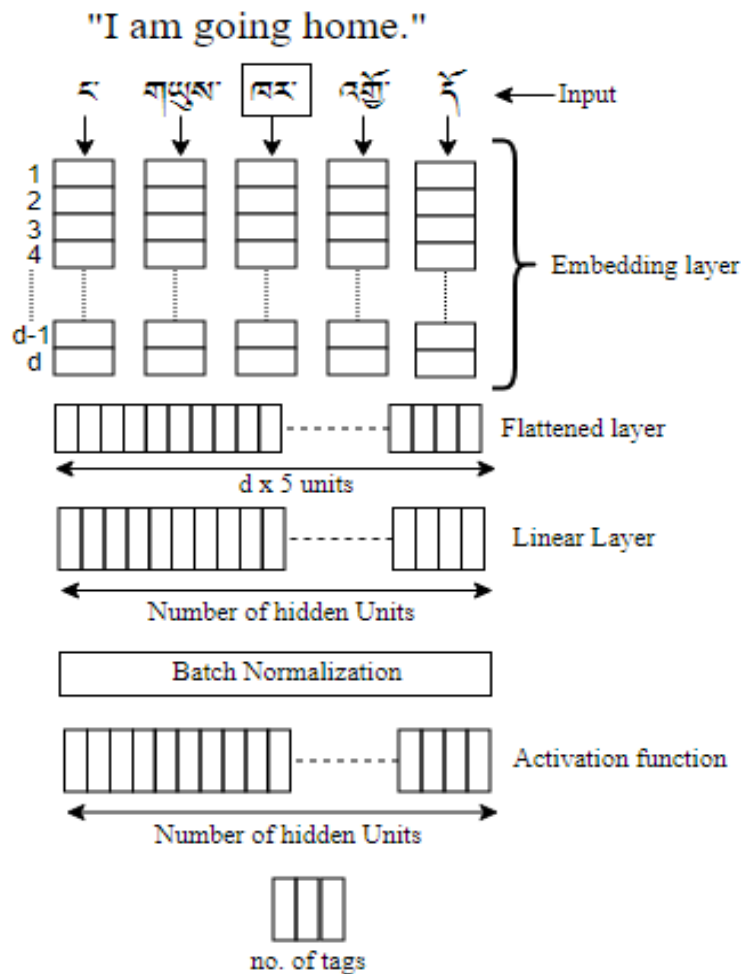 "I am going home."
ང་ གཡུས་ ཁར་ འགྱོ་ དོ་ Input
1
2
3
4
d-1
d
Embedding layer
Flattened layer
d x 5 units
Linear Layer
Number of hidden Units
Batch Normalization
Activation function
Number of hidden Units
no. of tags